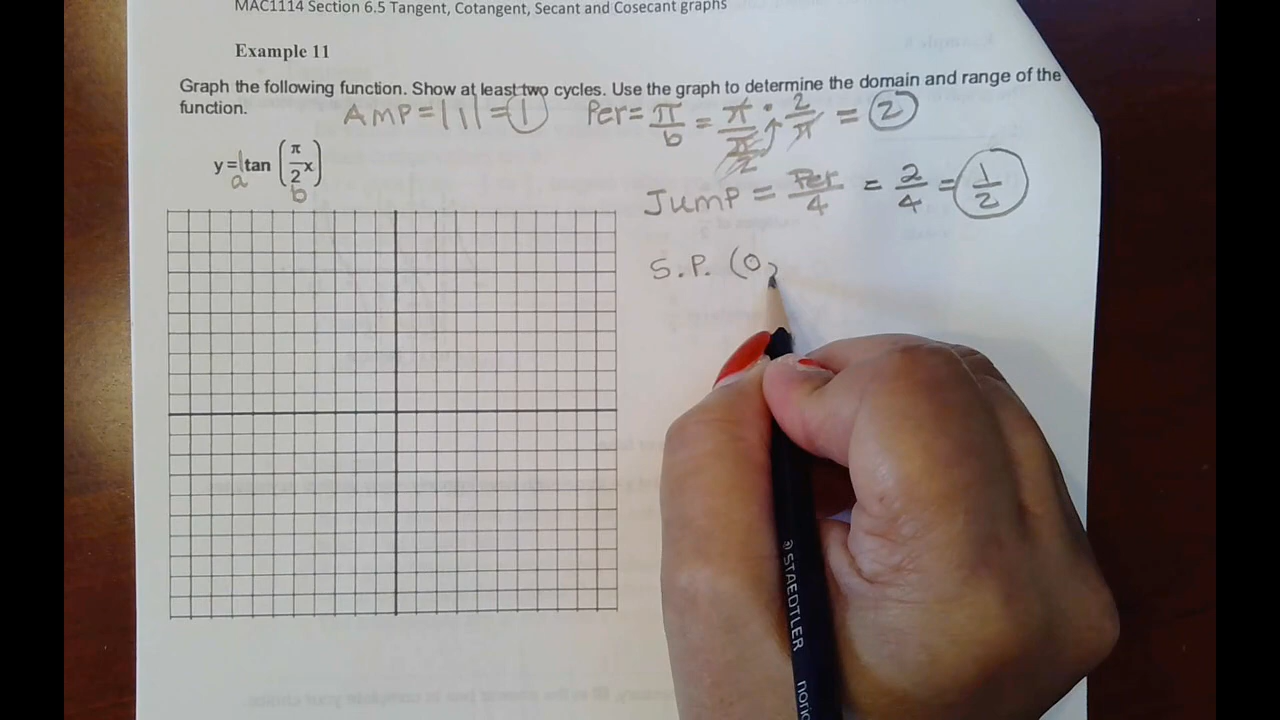 MAC1114 Section 6.5 Tangent, Cotangent, Secant and Cosecant graphs
Example 11
Graph the following function. Show at least two cycles. Use the graph to determine the domain and range of the
function.
AMP = |1| = 1
Per = π/b = π/(π/2) • 2/π = 2
y = 1tan (π/2 x)
a b
Jump = Per/4 = 2/4 = 1/2
S.P. (0,
STAEDTLER
noric